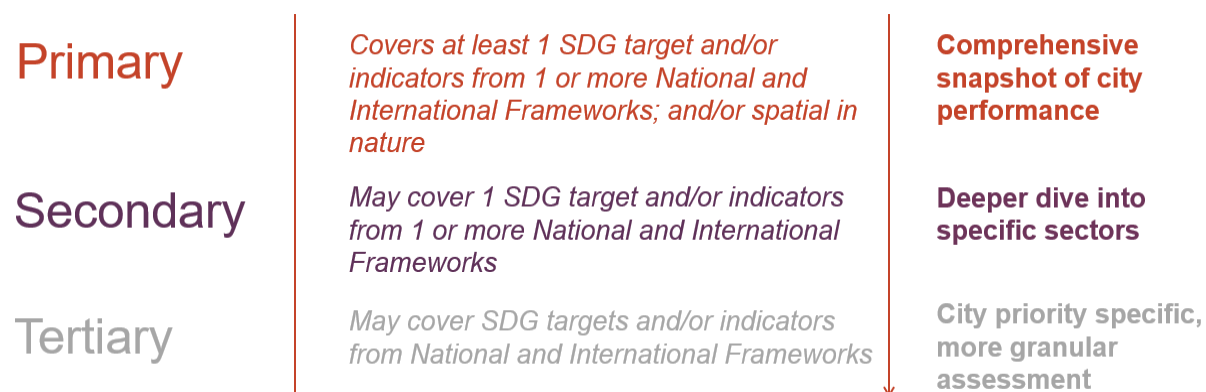 Primary
Covers at least 1 SDG target and/or
indicators from 1 or more National and
International Frameworks; and/or spatial in
nature
Comprehensive
snapshot of city
performance
Secondary
May cover 1 SDG target and/or indicators
from 1 or more National and International
Frameworks
Deeper dive into
specific sectors
Tertiary
May cover SDG targets and/or indicators
from National and International Frameworks
City priority specific,
more granular
assessment